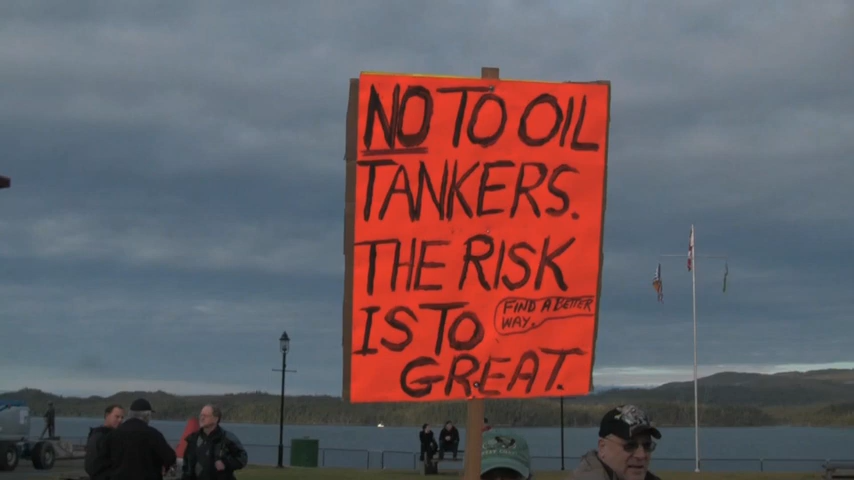 NO TO OIL
TANKERS.
THE RISK
IS TO
FIND A BETTER
WAY.
GREAT.